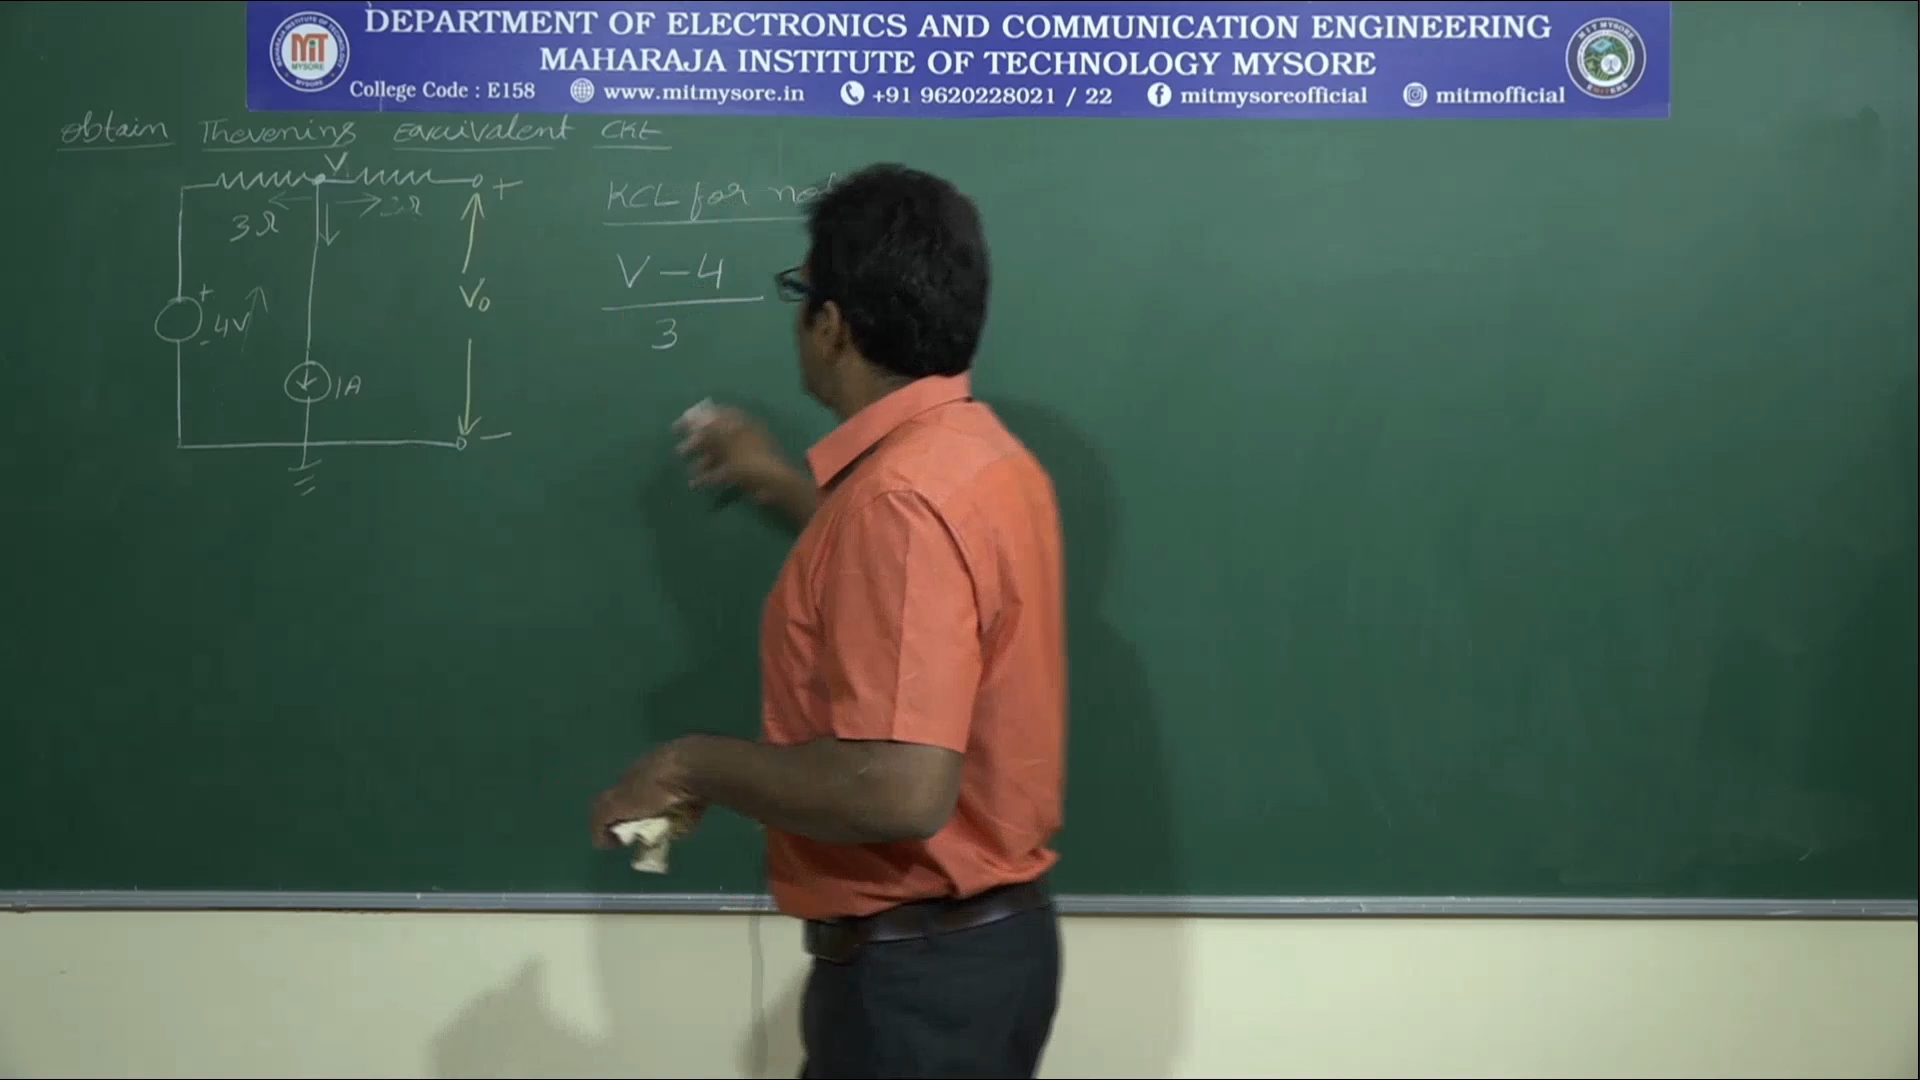 DEPARTMENT OF ELECTRONICS AND COMMUNICATION ENGINEERING
MAHARAJA INSTITUTE OF TECHNOLOGY MYSORE
MiT
MYSORE
College Code : E158 www.mitmysore.in +91 9620228021 / 22 mitmysoreofficial mitmofficial
obtain Thevenins Equivalent CKt
V
+
3Ω
KCL for
V - 4
3
+
4V
-
V₀
1A
-